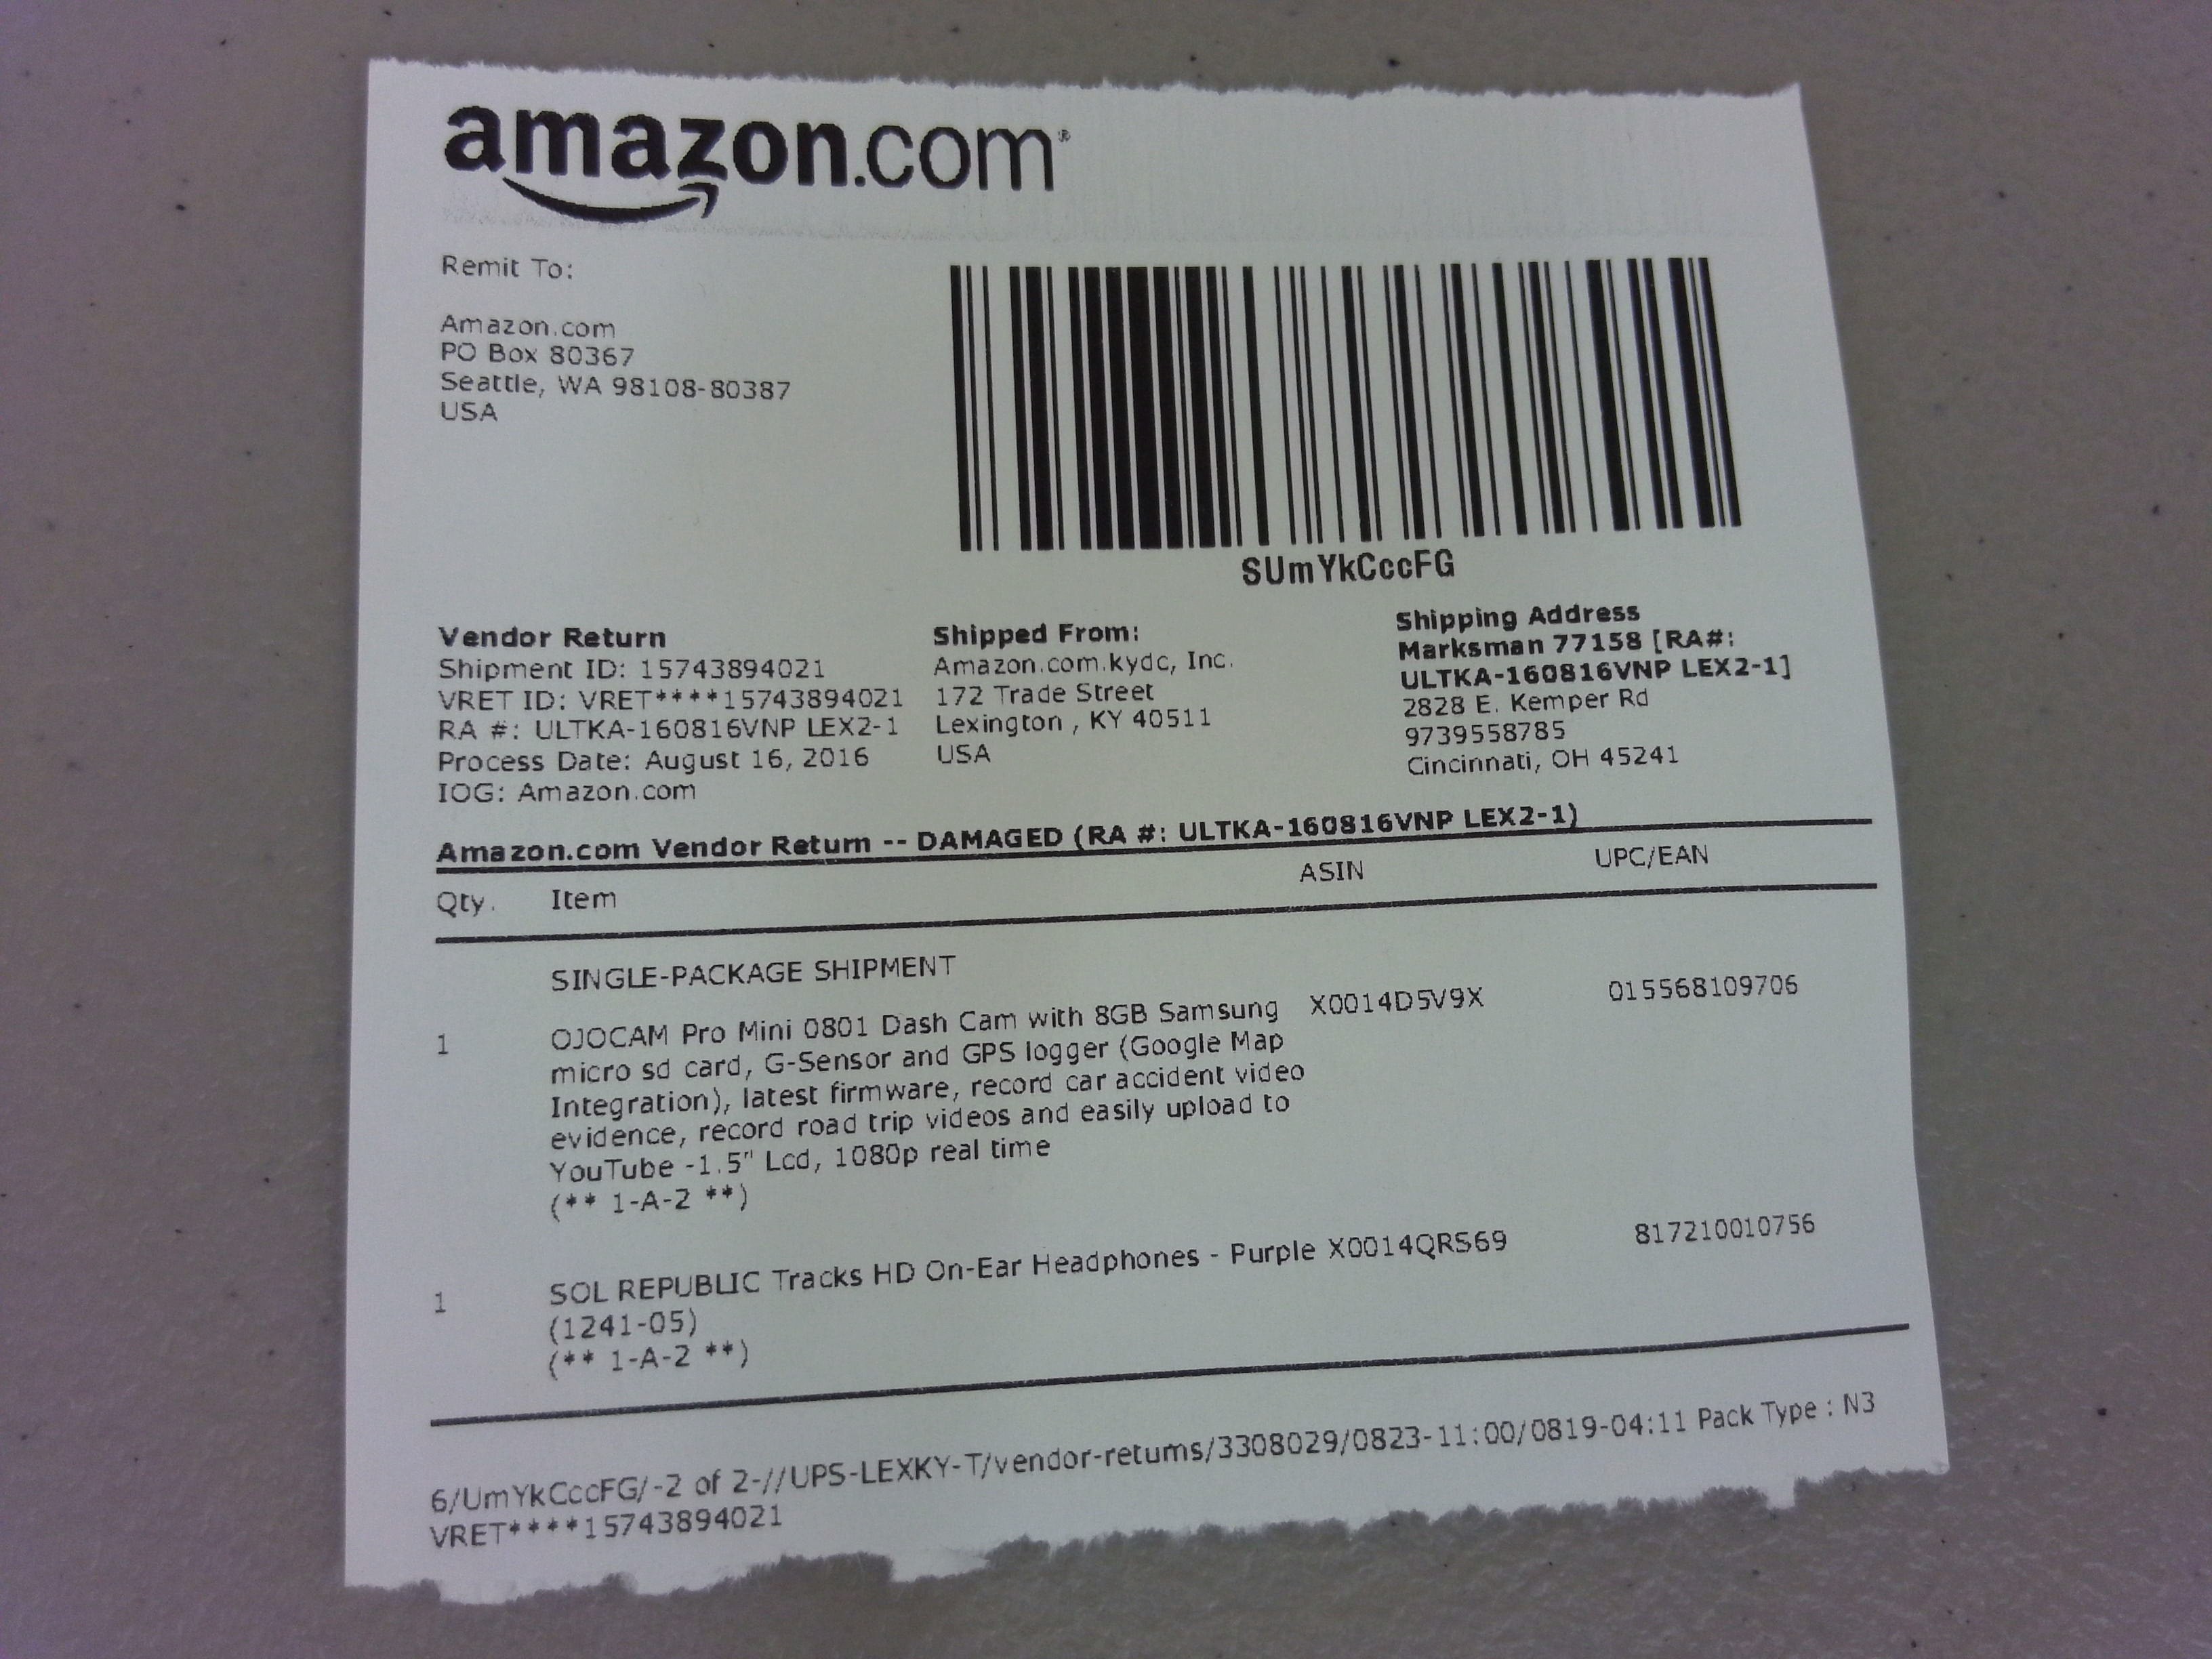 amazon.com®
Remit To:
Amazon.com
PO Box 80367
Seattle, WA 98108-80387
USA
SUmYkCccFG
Vendor Return
Shipment ID: 15743894021
VRET ID: VRET****15743894021
RA #: ULTKA-160816VNP LEX2-1
Process Date: August 16, 2016
IOG: Amazon.com
Shipped From:
Amazon.com.kydc, Inc.
172 Trade Street
Lexington , KY 40511
USA
Shipping Address
Marksman 77158 [RA#:
ULTKA-160816VNP LEX2-1]
2828 E. Kemper Rd
9739558785
Cincinnati, OH 45241
Amazon.com Vendor Return -- DAMAGED (RA #: ULTKA-160816VNP LEX2-1)
Qty. Item ASIN UPC/EAN
SINGLE-PACKAGE SHIPMENT
1 OJOCAM Pro Mini 0801 Dash Cam with 8GB Samsung X0014D5V9X 015568109706
micro sd card, G-Sensor and GPS logger (Google Map
Integration), latest firmware, record car accident video
evidence, record road trip videos and easily upload to
YouTube -1.5" Lcd, 1080p real time
(** 1-A-2 **)
1 SOL REPUBLIC Tracks HD On-Ear Headphones - Purple X0014QRS69 817210010756
(1241-05)
(** 1-A-2 **)
6/UmYkCccFG/-2 of 2-//UPS-LEXKY-T/vendor-returns/3308029/0823-11:00/0819-04:11 Pack Type : N3
VRET****15743894021